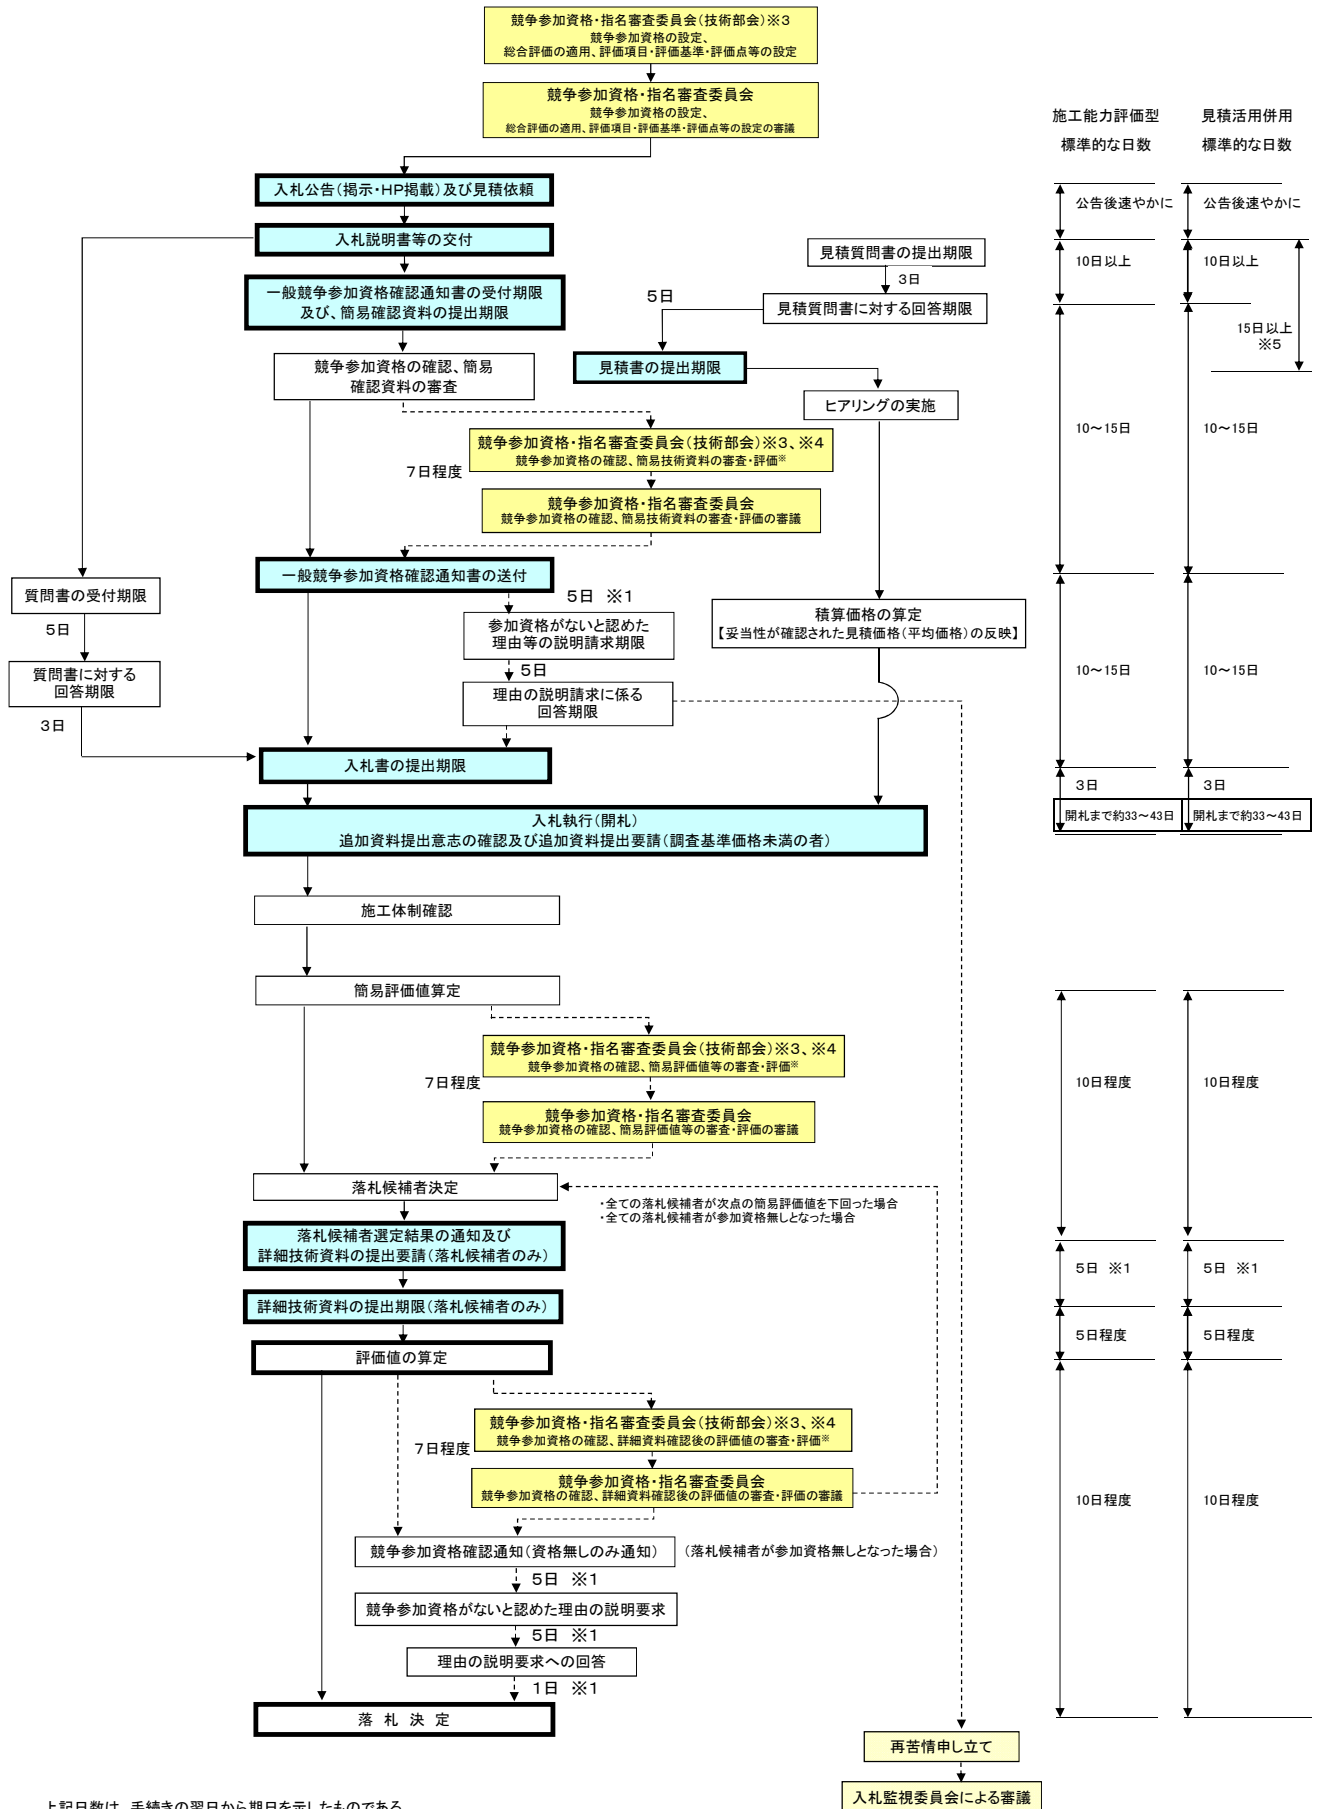 競争参加資格・指名審査委員会（技術部会）※3
競争参加資格の設定、
総合評価の適用、評価項目・評価基準・評価点等の設定
競争参加資格・指名審査委員会
競争参加資格の設定、
総合評価の適用、評価項目・評価基準・評価点等の設定の審議
施工能力評価型
標準的な日数
見積活用併用
標準的な日数
入札公告（掲示・HP掲載）及び見積依頼
公告後速やかに
公告後速やかに
入札説明書等の交付
見積質問書の提出期限
10日以上
10日以上
3日
一般競争参加資格確認通知書の受付期限
及び、簡易確認資料の提出期限
5日
見積質問書に対する回答期限
15日以上
※5
競争参加資格の確認、簡易
確認資料の審査
見積書の提出期限
ヒアリングの実施
競争参加資格・指名審査委員会（技術部会）※3、※4
競争参加資格の確認、簡易技術資料の審査・評価※
10～15日
10～15日
7日程度
競争参加資格・指名審査委員会
競争参加資格の確認、簡易技術資料の審査・評価の審議
一般競争参加資格確認通知書の送付
質問書の受付期限
5日 ※1
5日
参加資格がないと認めた
理由等の説明請求期限
積算価格の算定
【妥当性が確認された見積価格（平均価格）の反映】
質問書に対する
回答期限
5日
10～15日
10～15日
理由の説明請求に係る
回答期限
3日
入札書の提出期限
3日
3日
入札執行（開札）
追加資料提出意志の確認及び追加資料提出要請（調査基準価格未満の者）
開札まで約33～43日
開札まで約33～43日
施工体制確認
簡易評価値算定
競争参加資格・指名審査委員会（技術部会）※3、※4
競争参加資格の確認、簡易評価値等の審査・評価※
7日程度
10日程度
10日程度
競争参加資格・指名審査委員会
競争参加資格の確認、簡易評価値等の審査・評価の審議
落札候補者決定
・全ての落札候補者が次点の簡易評価値を下回った場合
・全ての落札候補者が参加資格無しとなった場合
落札候補者選定結果の通知及び
詳細技術資料の提出要請（落札候補者のみ）
5日 ※1
5日 ※1
詳細技術資料の提出期限（落札候補者のみ）
5日程度
5日程度
評価値の算定
競争参加資格・指名審査委員会（技術部会）※3、※4
競争参加資格の確認、詳細資料確認後の評価値の審査・評価※
7日程度
競争参加資格・指名審査委員会
競争参加資格の確認、詳細資料確認後の評価値の審査・評価の審議
10日程度
10日程度
競争参加資格確認通知（資格無しのみ通知）
（落札候補者が参加資格無しとなった場合）
5日 ※1
競争参加資格がないと認めた理由の説明要求
5日 ※1
理由の説明要求への回答
1日 ※1
落 札 決 定
再苦情申し立て
入札監視委員会による審議
上記日数は、手続きの翌日から期日を示したものである。